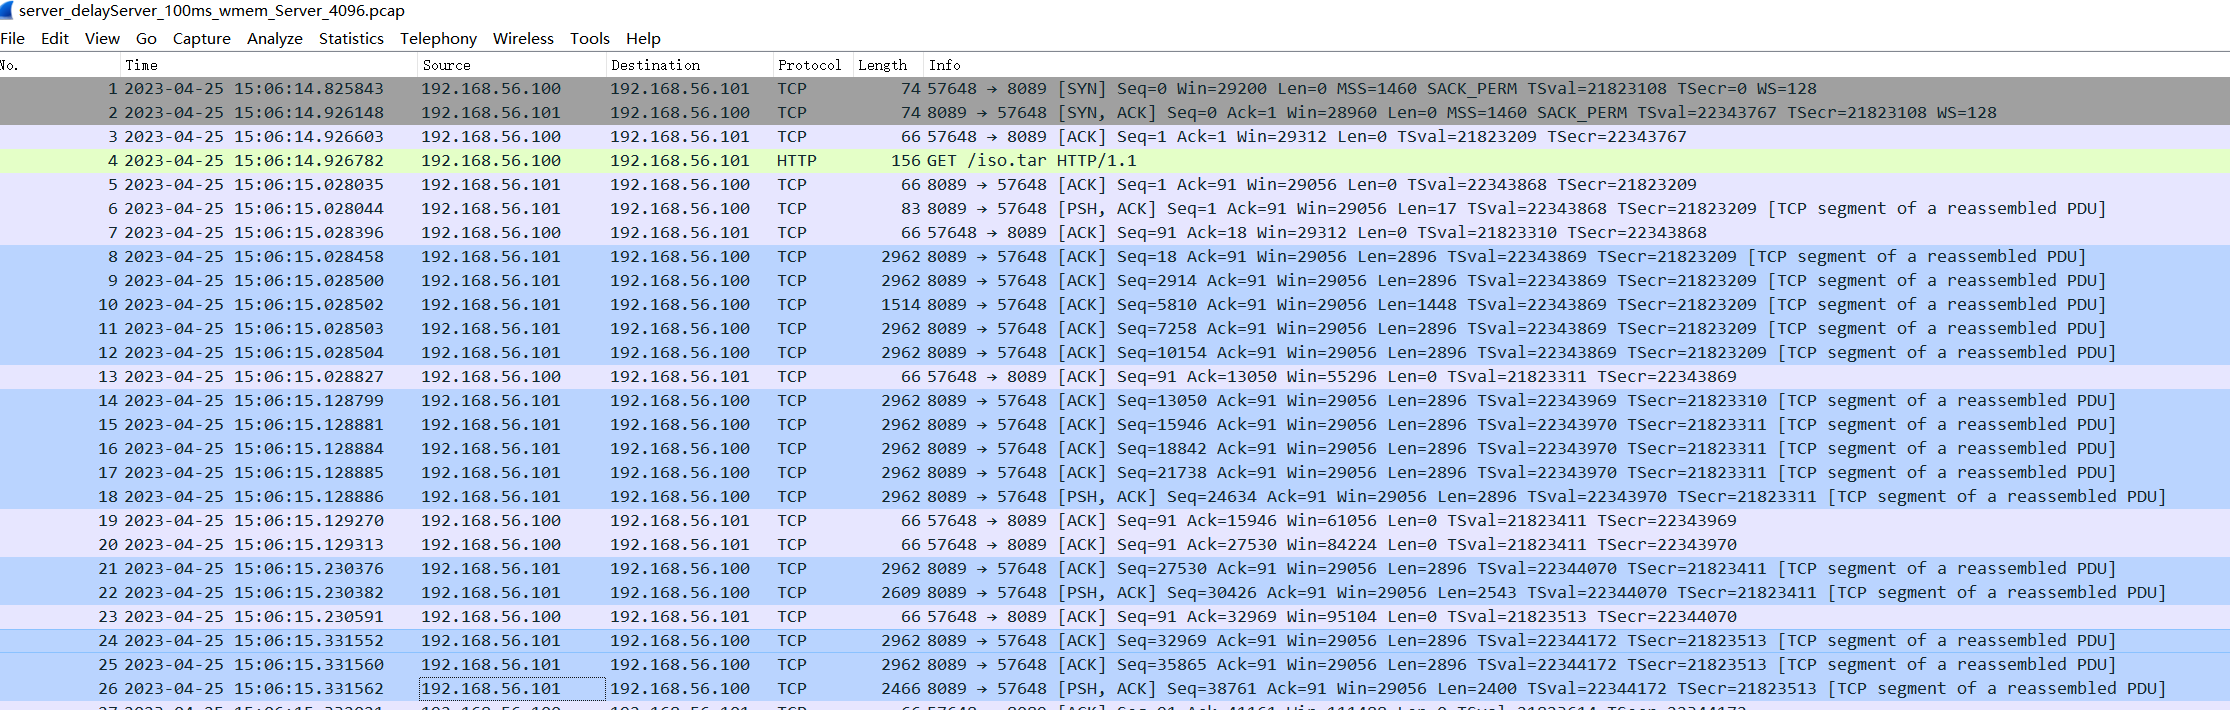 server_delayServer_100ms_wmem_Server_4096.pcap
File Edit View Go Capture Analyze Statistics Telephony Wireless Tools Help
No. Time Source Destination Protocol Length Info
1 2023-04-25 15:06:14.825843 192.168.56.100 192.168.56.101 TCP 74 57648 → 8089 [SYN] Seq=0 Win=29200 Len=0 MSS=1460 SACK_PERM TSval=21823108 TSecr=0 WS=128
2 2023-04-25 15:06:14.926148 192.168.56.101 192.168.56.100 TCP 74 8089 → 57648 [SYN, ACK] Seq=0 Ack=1 Win=28960 Len=0 MSS=1460 SACK_PERM TSval=22343767 TSecr=21823108 WS=128
3 2023-04-25 15:06:14.926603 192.168.56.100 192.168.56.101 TCP 66 57648 → 8089 [ACK] Seq=1 Ack=1 Win=29312 Len=0 TSval=21823209 TSecr=22343767
4 2023-04-25 15:06:14.926782 192.168.56.100 192.168.56.101 HTTP 156 GET /iso.tar HTTP/1.1
5 2023-04-25 15:06:15.028035 192.168.56.101 192.168.56.100 TCP 66 8089 → 57648 [ACK] Seq=1 Ack=91 Win=29056 Len=0 TSval=22343868 TSecr=21823209
6 2023-04-25 15:06:15.028044 192.168.56.101 192.168.56.100 TCP 83 8089 → 57648 [PSH, ACK] Seq=1 Ack=91 Win=29056 Len=17 TSval=22343868 TSecr=21823209 [TCP segment of a reassembled PDU]
7 2023-04-25 15:06:15.028396 192.168.56.100 192.168.56.101 TCP 66 57648 → 8089 [ACK] Seq=91 Ack=18 Win=29312 Len=0 TSval=21823310 TSecr=22343868
8 2023-04-25 15:06:15.028458 192.168.56.101 192.168.56.100 TCP 2962 8089 → 57648 [ACK] Seq=18 Ack=91 Win=29056 Len=2896 TSval=22343869 TSecr=21823209 [TCP segment of a reassembled PDU]
9 2023-04-25 15:06:15.028500 192.168.56.101 192.168.56.100 TCP 2962 8089 → 57648 [ACK] Seq=2914 Ack=91 Win=29056 Len=2896 TSval=22343869 TSecr=21823209 [TCP segment of a reassembled PDU]
10 2023-04-25 15:06:15.028502 192.168.56.101 192.168.56.100 TCP 1514 8089 → 57648 [ACK] Seq=5810 Ack=91 Win=29056 Len=1448 TSval=22343869 TSecr=21823209 [TCP segment of a reassembled PDU]
11 2023-04-25 15:06:15.028503 192.168.56.101 192.168.56.100 TCP 2962 8089 → 57648 [ACK] Seq=7258 Ack=91 Win=29056 Len=2896 TSval=22343869 TSecr=21823209 [TCP segment of a reassembled PDU]
12 2023-04-25 15:06:15.028504 192.168.56.101 192.168.56.100 TCP 2962 8089 → 57648 [ACK] Seq=10154 Ack=91 Win=29056 Len=2896 TSval=22343869 TSecr=21823209 [TCP segment of a reassembled PDU]
13 2023-04-25 15:06:15.028827 192.168.56.100 192.168.56.101 TCP 66 57648 → 8089 [ACK] Seq=91 Ack=13050 Win=55296 Len=0 TSval=21823311 TSecr=22343869
14 2023-04-25 15:06:15.128799 192.168.56.101 192.168.56.100 TCP 2962 8089 → 57648 [ACK] Seq=13050 Ack=91 Win=29056 Len=2896 TSval=22343969 TSecr=21823310 [TCP segment of a reassembled PDU]
15 2023-04-25 15:06:15.128881 192.168.56.101 192.168.56.100 TCP 2962 8089 → 57648 [ACK] Seq=15946 Ack=91 Win=29056 Len=2896 TSval=22343970 TSecr=21823311 [TCP segment of a reassembled PDU]
16 2023-04-25 15:06:15.128884 192.168.56.101 192.168.56.100 TCP 2962 8089 → 57648 [ACK] Seq=18842 Ack=91 Win=29056 Len=2896 TSval=22343970 TSecr=21823311 [TCP segment of a reassembled PDU]
17 2023-04-25 15:06:15.128885 192.168.56.101 192.168.56.100 TCP 2962 8089 → 57648 [ACK] Seq=21738 Ack=91 Win=29056 Len=2896 TSval=22343970 TSecr=21823311 [TCP segment of a reassembled PDU]
18 2023-04-25 15:06:15.128886 192.168.56.101 192.168.56.100 TCP 2962 8089 → 57648 [PSH, ACK] Seq=24634 Ack=91 Win=29056 Len=2896 TSval=22343970 TSecr=21823311 [TCP segment of a reassembled PDU]
19 2023-04-25 15:06:15.129270 192.168.56.100 192.168.56.101 TCP 66 57648 → 8089 [ACK] Seq=91 Ack=15946 Win=61056 Len=0 TSval=21823411 TSecr=22343969
20 2023-04-25 15:06:15.129313 192.168.56.100 192.168.56.101 TCP 66 57648 → 8089 [ACK] Seq=91 Ack=27530 Win=84224 Len=0 TSval=21823411 TSecr=22343970
21 2023-04-25 15:06:15.230376 192.168.56.101 192.168.56.100 TCP 2962 8089 → 57648 [ACK] Seq=27530 Ack=91 Win=29056 Len=2896 TSval=22344070 TSecr=21823411 [TCP segment of a reassembled PDU]
22 2023-04-25 15:06:15.230382 192.168.56.101 192.168.56.100 TCP 2609 8089 → 57648 [PSH, ACK] Seq=30426 Ack=91 Win=29056 Len=2543 TSval=22344070 TSecr=21823411 [TCP segment of a reassembled PDU]
23 2023-04-25 15:06:15.230591 192.168.56.100 192.168.56.101 TCP 66 57648 → 8089 [ACK] Seq=91 Ack=32969 Win=95104 Len=0 TSval=21823513 TSecr=22344070
24 2023-04-25 15:06:15.331552 192.168.56.101 192.168.56.100 TCP 2962 8089 → 57648 [ACK] Seq=32969 Ack=91 Win=29056 Len=2896 TSval=22344172 TSecr=21823513 [TCP segment of a reassembled PDU]
25 2023-04-25 15:06:15.331560 192.168.56.101 192.168.56.100 TCP 2962 8089 → 57648 [ACK] Seq=35865 Ack=91 Win=29056 Len=2896 TSval=22344172 TSecr=21823513 [TCP segment of a reassembled PDU]
26 2023-04-25 15:06:15.331562 192.168.56.101 192.168.56.100 TCP 2466 8089 → 57648 [PSH, ACK] Seq=38761 Ack=91 Win=29056 Len=2400 TSval=22344172 TSecr=21823513 [TCP segment of a reassembled PDU]